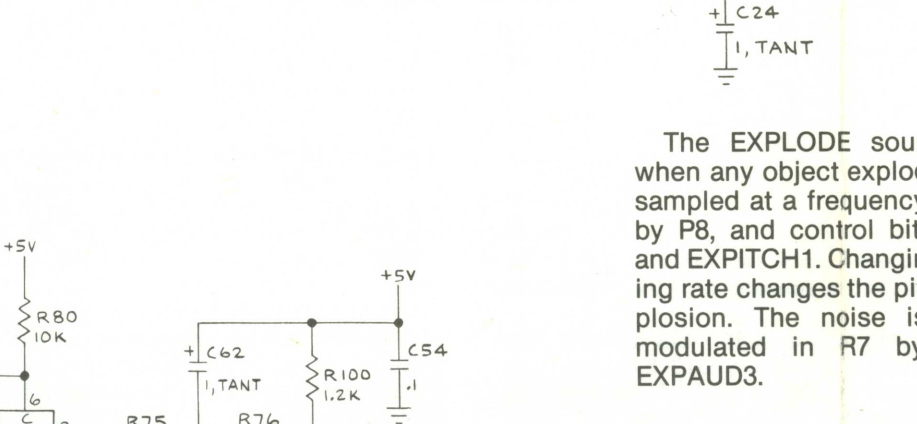 + C24
1, TANT
The EXPLODE sou
when any object explod
sampled at a frequency
by P8, and control bit
and EXPITCH1. Changin
ing rate changes the pit
plosion. The noise is
modulated in R7 by
EXPAUD3.
+5V
R80
10K
6
C
+5V
+ C62
1, TANT
R100
1.2K
C54
.1
R75
R76